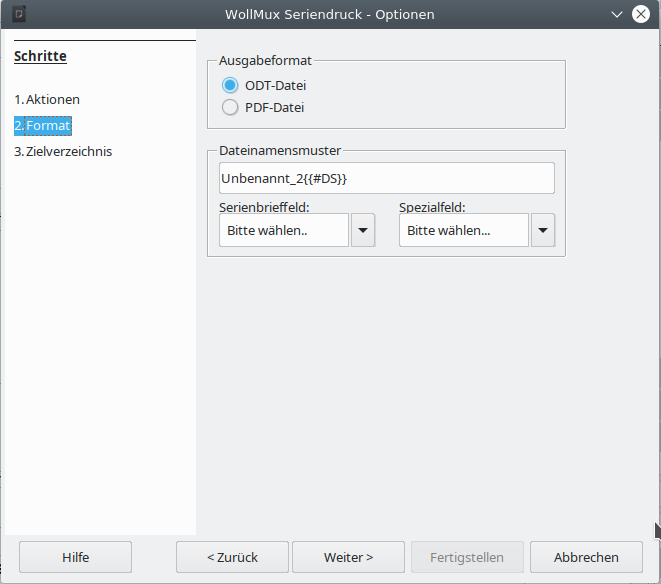 WollMux Seriendruck - Optionen
Schritte
1. Aktionen
2. Format
3. Zielverzeichnis
Ausgabeformat
ODT-Datei
PDF-Datei
Dateinamensmuster
Unbenannt_2{{#DS}}
Serienbrieffeld: Spezialfeld:
Bitte wählen.. Bitte wählen...
Hilfe < Zurück Weiter > Fertigstellen Abbrechen